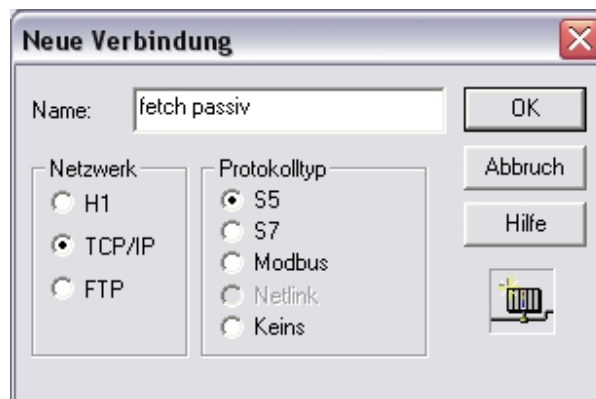 Neue Verbindung
Name: fetch passiv
OK
Abbruch
Hilfe
Netzwerk
H1
TCP/IP
FTP
Protokolltyp
S5
S7
Modbus
Netlink
Keins